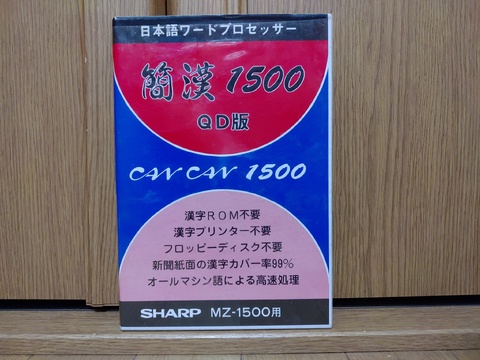 日本語ワードプロセッサー
簡漢1500
QD版
CAN CAN 1500
漢字ROM不要
漢字プリンター不要
フロッピーディスク不要
新聞紙面の漢字カバー率99%
オールマシン語による高速処理
SHARP MZ-1500用